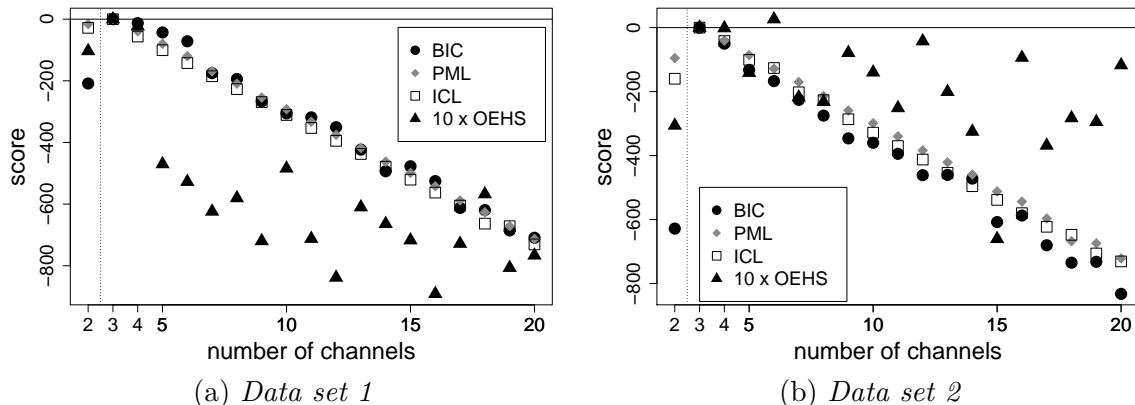 score
0
−200
−400
−600
−800
BIC
PML
ICL
10 x OEHS
2 3 4 5 10 15 20
number of channels
(a) Data set 1
score
0
−200
−400
−600
−800
BIC
PML
ICL
10 x OEHS
2 3 4 5 10 15 20
number of channels
(b) Data set 2